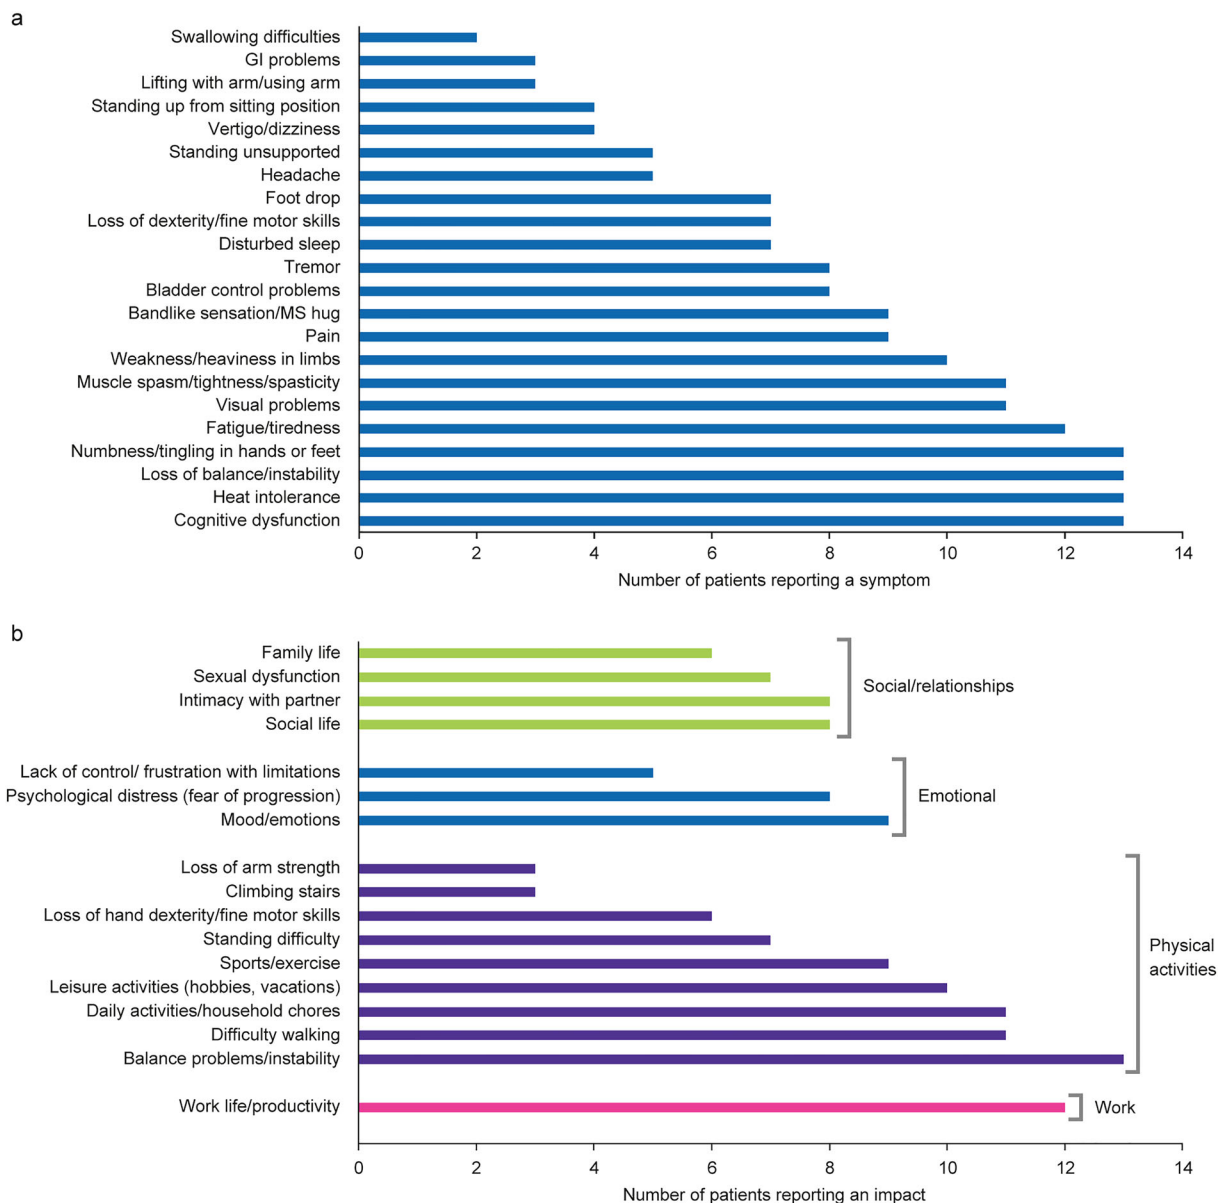 a
Swallowing difficulties
GI problems
Lifting with arm/using arm
Standing up from sitting position
Vertigo/dizziness
Standing unsupported
Headache
Foot drop
Loss of dexterity/fine motor skills
Disturbed sleep
Tremor
Bladder control problems
Bandlike sensation/MS hug
Pain
Weakness/heaviness in limbs
Muscle spasm/tightness/spasticity
Visual problems
Fatigue/tiredness
Numbness/tingling in hands or feet
Loss of balance/instability
Heat intolerance
Cognitive dysfunction
0 2 4 6 8 10 12 14
Number of patients reporting a symptom
b
Family life
Sexual dysfunction
Intimacy with partner
Social life
Social/relationships
Lack of control/ frustration with limitations
Psychological distress (fear of progression)
Mood/emotions
Emotional
Loss of arm strength
Climbing stairs
Loss of hand dexterity/fine motor skills
Standing difficulty
Sports/exercise
Leisure activities (hobbies, vacations)
Daily activities/household chores
Difficulty walking
Balance problems/instability
Physical
activities
Work life/productivity
Work
0 2 4 6 8 10 12 14
Number of patients reporting an impact